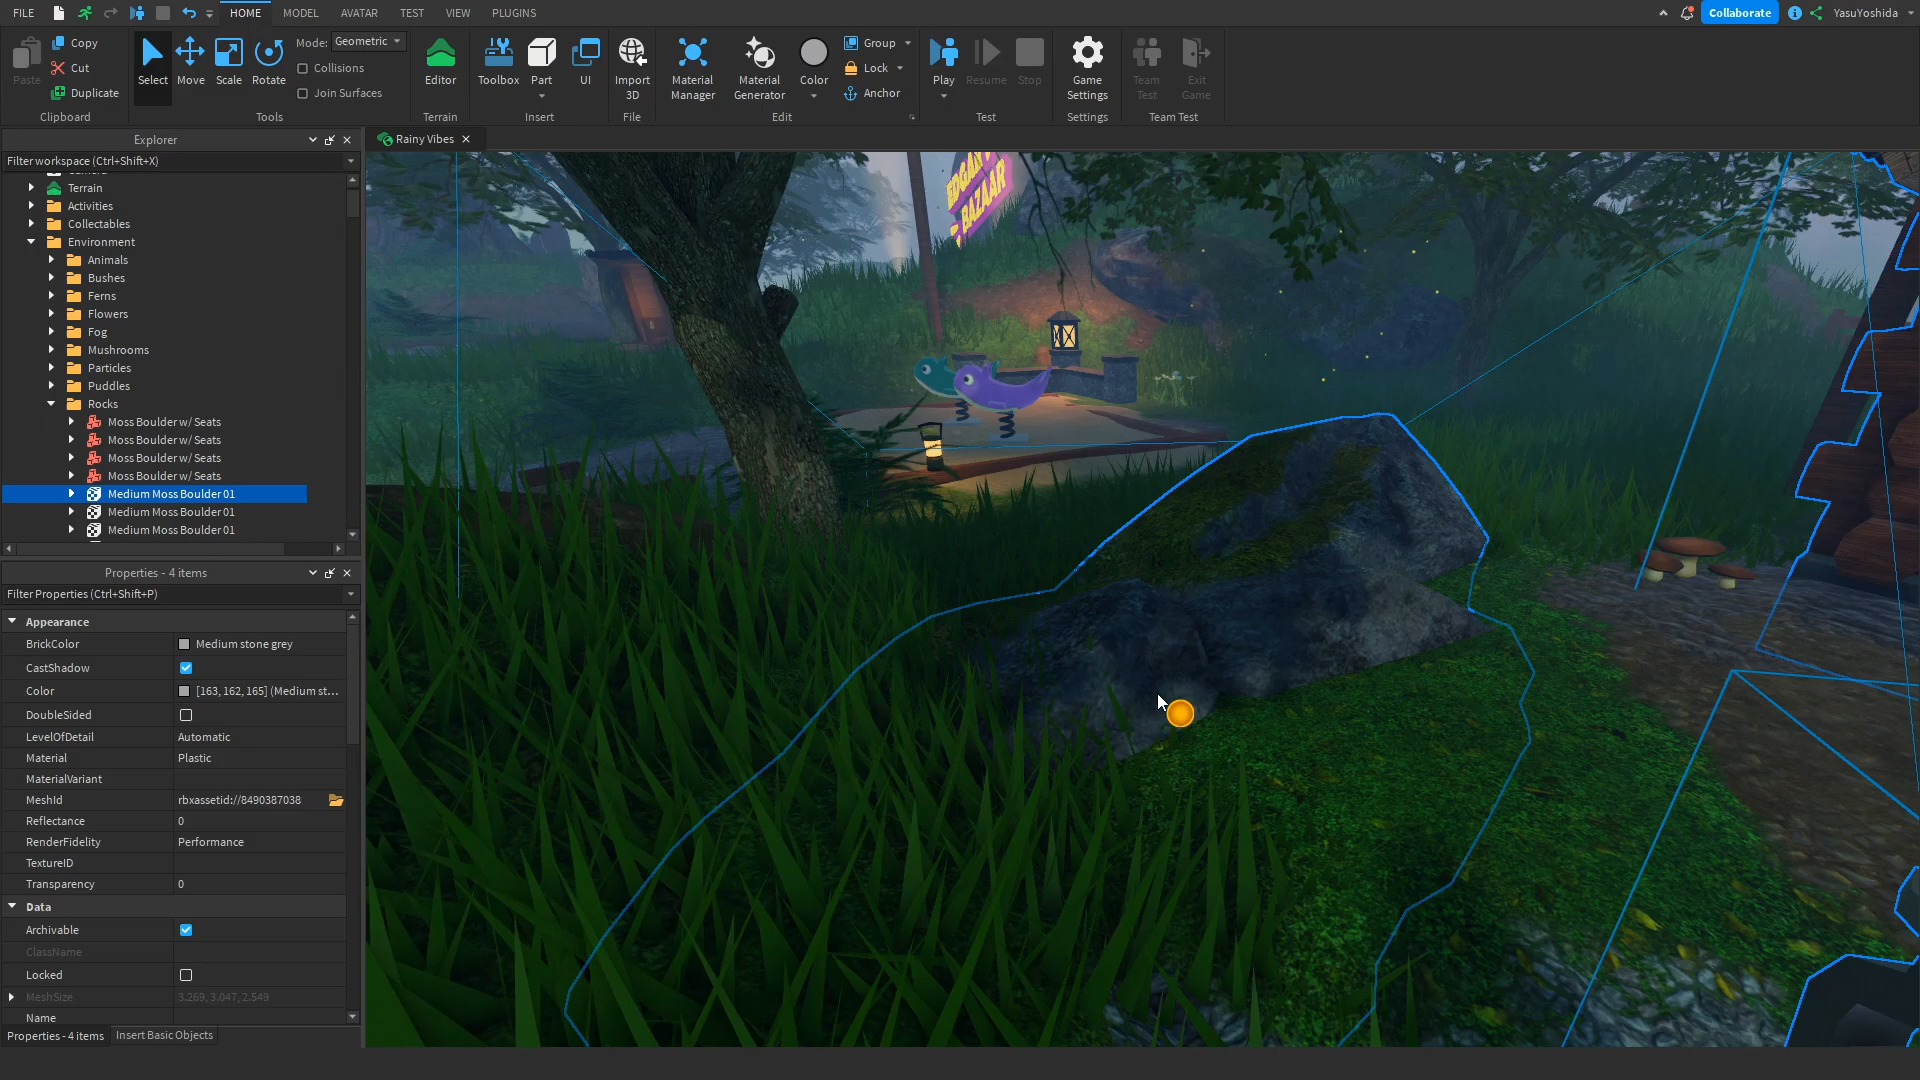 FILE
HOME
MODEL
AVATAR
TEST
VIEW
PLUGINS
Collaborate
YasuYoshida
Paste
Copy
Cut
Duplicate
Clipboard
Select
Move
Scale
Rotate
Mode:
Geometric
Collisions
Join Surfaces
Tools
Editor
Terrain
Toolbox
Part
UI
Insert
Import
3D
File
Material
Manager
Material
Generator
Color
Group
Lock
Anchor
Edit
Play
Resume
Stop
Test
Game
Settings
Settings
Team
Test
Exit
Game
Team Test
Explorer
Filter workspace (Ctrl+Shift+X)
Terrain
Activities
Collectables
Environment
Animals
Bushes
Ferns
Flowers
Fog
Mushrooms
Particles
Puddles
Rocks
Moss Boulder w/ Seats
Moss Boulder w/ Seats
Moss Boulder w/ Seats
Moss Boulder w/ Seats
Medium Moss Boulder 01
Medium Moss Boulder 01
Medium Moss Boulder 01
Rainy Vibes
BAZAAR
Properties - 4 items
Filter Properties (Ctrl+Shift+P)
Appearance
BrickColor Medium stone grey
CastShadow
Color [163, 162, 165] (Medium st...
DoubleSided
LevelOfDetail Automatic
Material Plastic
MaterialVariant
MeshId rbxassetid://8490387038
Reflectance 0
RenderFidelity Performance
TextureID
Transparency 0
Data
Archivable
ClassName
Locked
MeshSize 3.269, 3.047, 2.549
Name
Properties - 4 items
Insert Basic Objects